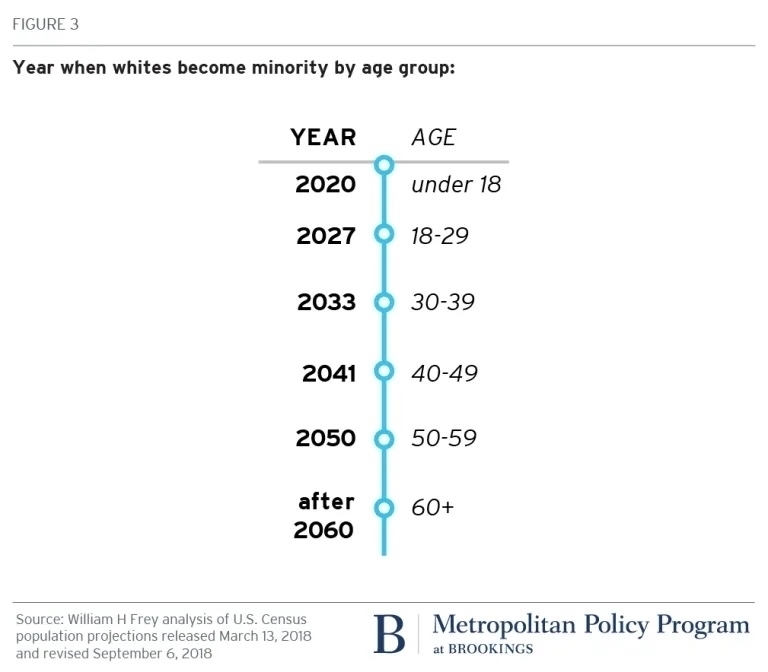 FIGURE 3
Year when whites become minority by age group:
YEAR AGE
2020 under 18
2027 18-29
2033 30-39
2041 40-49
2050 50-59
after
2060 60+
Source: William H Frey analysis of U.S. Census
population projections released March 13, 2018
and revised September 6, 2018
B Metropolitan Policy Program
at BROOKINGS